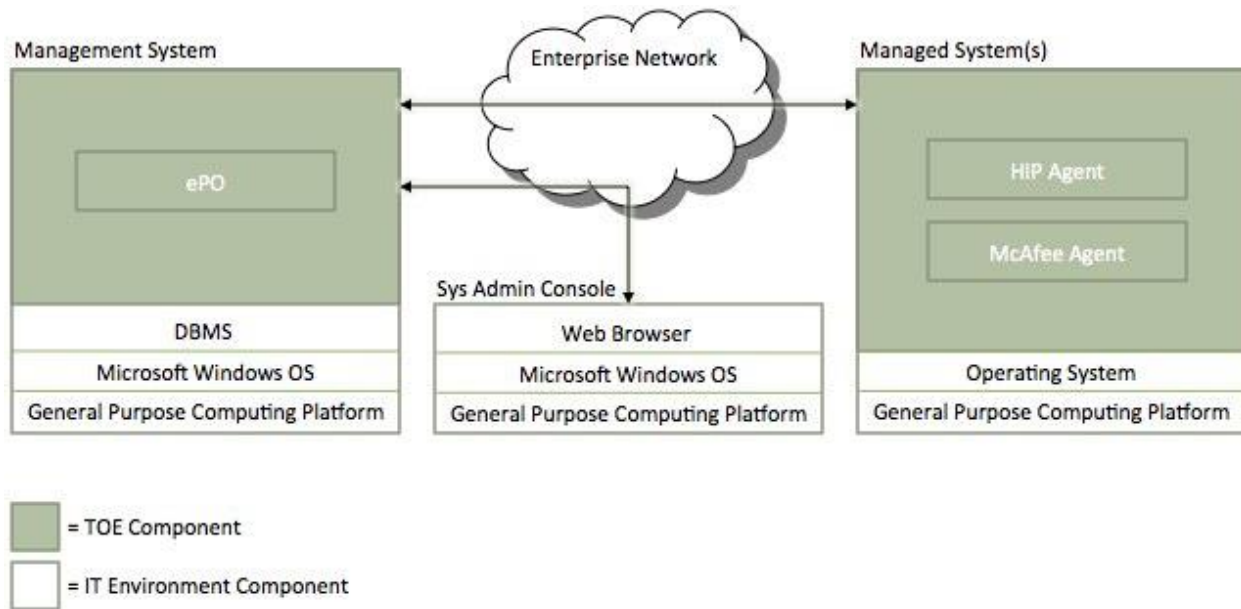 Management System
Enterprise Network
Managed System(s)
ePO
HIP Agent
McAfee Agent
Sys Admin Console
DBMS
Microsoft Windows OS
General Purpose Computing Platform
Web Browser
Microsoft Windows OS
General Purpose Computing Platform
Operating System
General Purpose Computing Platform
= TOE Component
= IT Environment Component